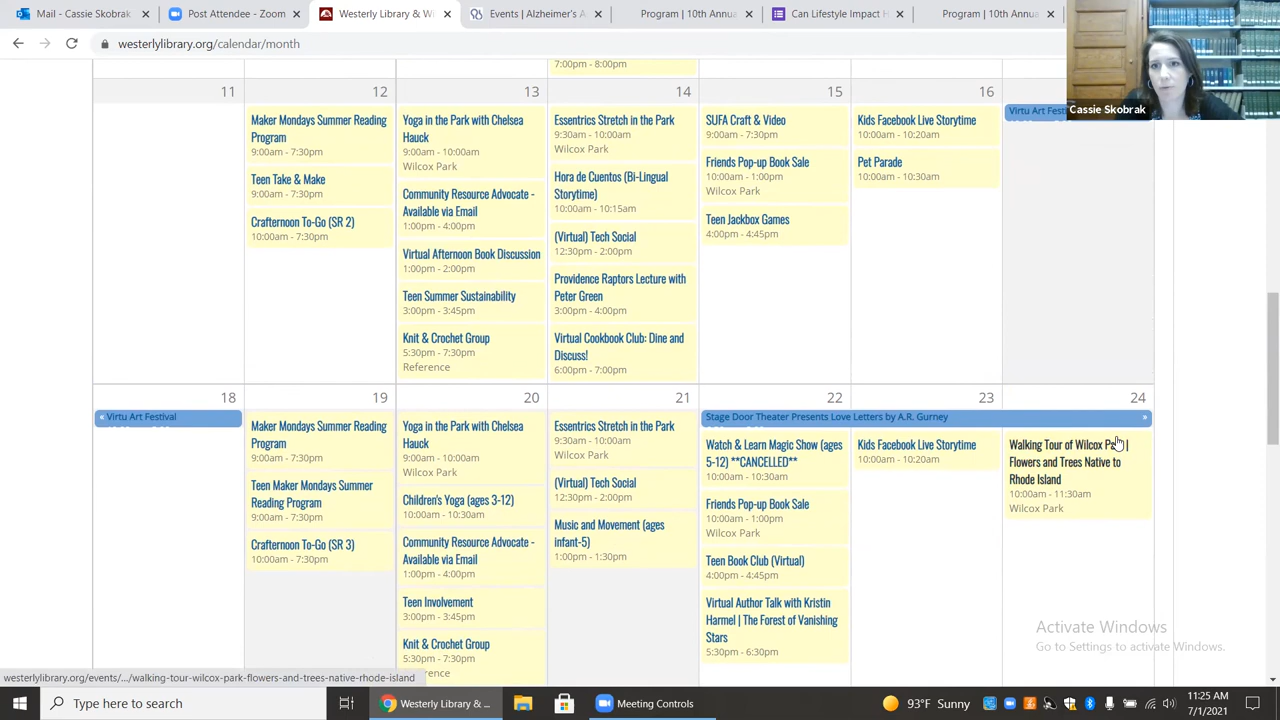 Skobrak, Cassie - Outlook
Post Attendee - Zoom
Westerly Library & Wi
Evelyn | Alzheimer's
Program | 10th Annua
Can Lifestyle Impact
Program | 10th Annua
westerlylibrary.org/calendar/month
Cassie Skobrak
7:00pm - 8:00pm
11
12
13
14
15
16
Maker Mondays Summer Reading
Program
9:00am - 7:30pm
Teen Take & Make
9:00am - 7:30pm
Crafternoon To-Go (SR 2)
10:00am - 7:30pm
Yoga in the Park with Chelsea
Hauck
9:00am - 10:00am
Wilcox Park
Community Resource Advocate -
Available via Email
1:00pm - 4:00pm
Virtual Afternoon Book Discussion
1:00pm - 2:00pm
Teen Summer Sustainability
3:00pm - 3:45pm
Knit & Crochet Group
5:30pm - 7:30pm
Reference
Essentrics Stretch in the Park
9:30am - 10:00am
Wilcox Park
Hora de Cuentos (Bi-Lingual
Storytime)
10:00am - 10:15am
(Virtual) Tech Social
12:30pm - 2:00pm
Providence Raptors Lecture with
Peter Green
3:00pm - 4:00pm
Virtual Cookbook Club: Dine and
Discuss!
6:00pm - 7:00pm
SUFA Craft & Video
9:00am - 7:30pm
Friends Pop-up Book Sale
10:00am - 1:00pm
Wilcox Park
Teen Jackbox Games
4:00pm - 4:45pm
Kids Facebook Live Storytime
10:00am - 10:20am
Pet Parade
10:00am - 10:30am
Virtu Art Fest
18
19
20
21
22
23
24
« Virtu Art Festival
Stage Door Theater Presents Love Letters by A.R. Gurney »
Maker Mondays Summer Reading
Program
9:00am - 7:30pm
Teen Maker Mondays Summer
Reading Program
9:00am - 7:30pm
Crafternoon To-Go (SR 3)
10:00am - 7:30pm
Yoga in the Park with Chelsea
Hauck
9:00am - 10:00am
Wilcox Park
Children's Yoga (ages 3-12)
10:00am - 10:30am
Community Resource Advocate -
Available via Email
1:00pm - 4:00pm
Teen Involvement
3:00pm - 3:45pm
Knit & Crochet Group
5:30pm - 7:30pm
erence
Essentrics Stretch in the Park
9:30am - 10:00am
Wilcox Park
(Virtual) Tech Social
12:30pm - 2:00pm
Music and Movement (ages
infant-5)
1:00pm - 1:30pm
Watch & Learn Magic Show (ages
5-12) **CANCELLED**
10:00am - 10:30am
Friends Pop-up Book Sale
10:00am - 1:00pm
Wilcox Park
Teen Book Club (Virtual)
4:00pm - 4:45pm
Virtual Author Talk with Kristin
Harmel | The Forest of Vanishing
Stars
5:30pm - 6:30pm
Kids Facebook Live Storytime
10:00am - 10:20am
Walking Tour of Wilcox Park |
Flowers and Trees Native to
Rhode Island
10:00am - 11:30am
Wilcox Park
Activate Windows
Go to Settings to activate Windows.
westerlylibrary.org/events/.../walking-tour-wilcox-park-flowers-and-trees-native-rhode-island
Type here to search
Westerly Library & ...
Meeting Controls
93°F Sunny
11:25 AM
7/1/2021